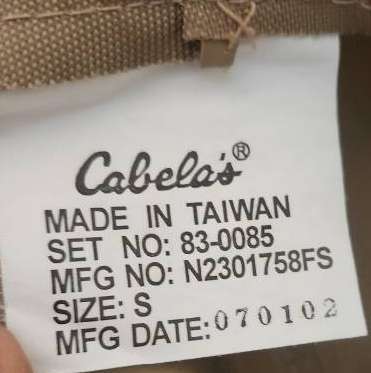 Cabela's®
MADE IN TAIWAN
SET NO: 83-0085
MFG NO: N2301758FS
SIZE: S
MFG DATE: 070102